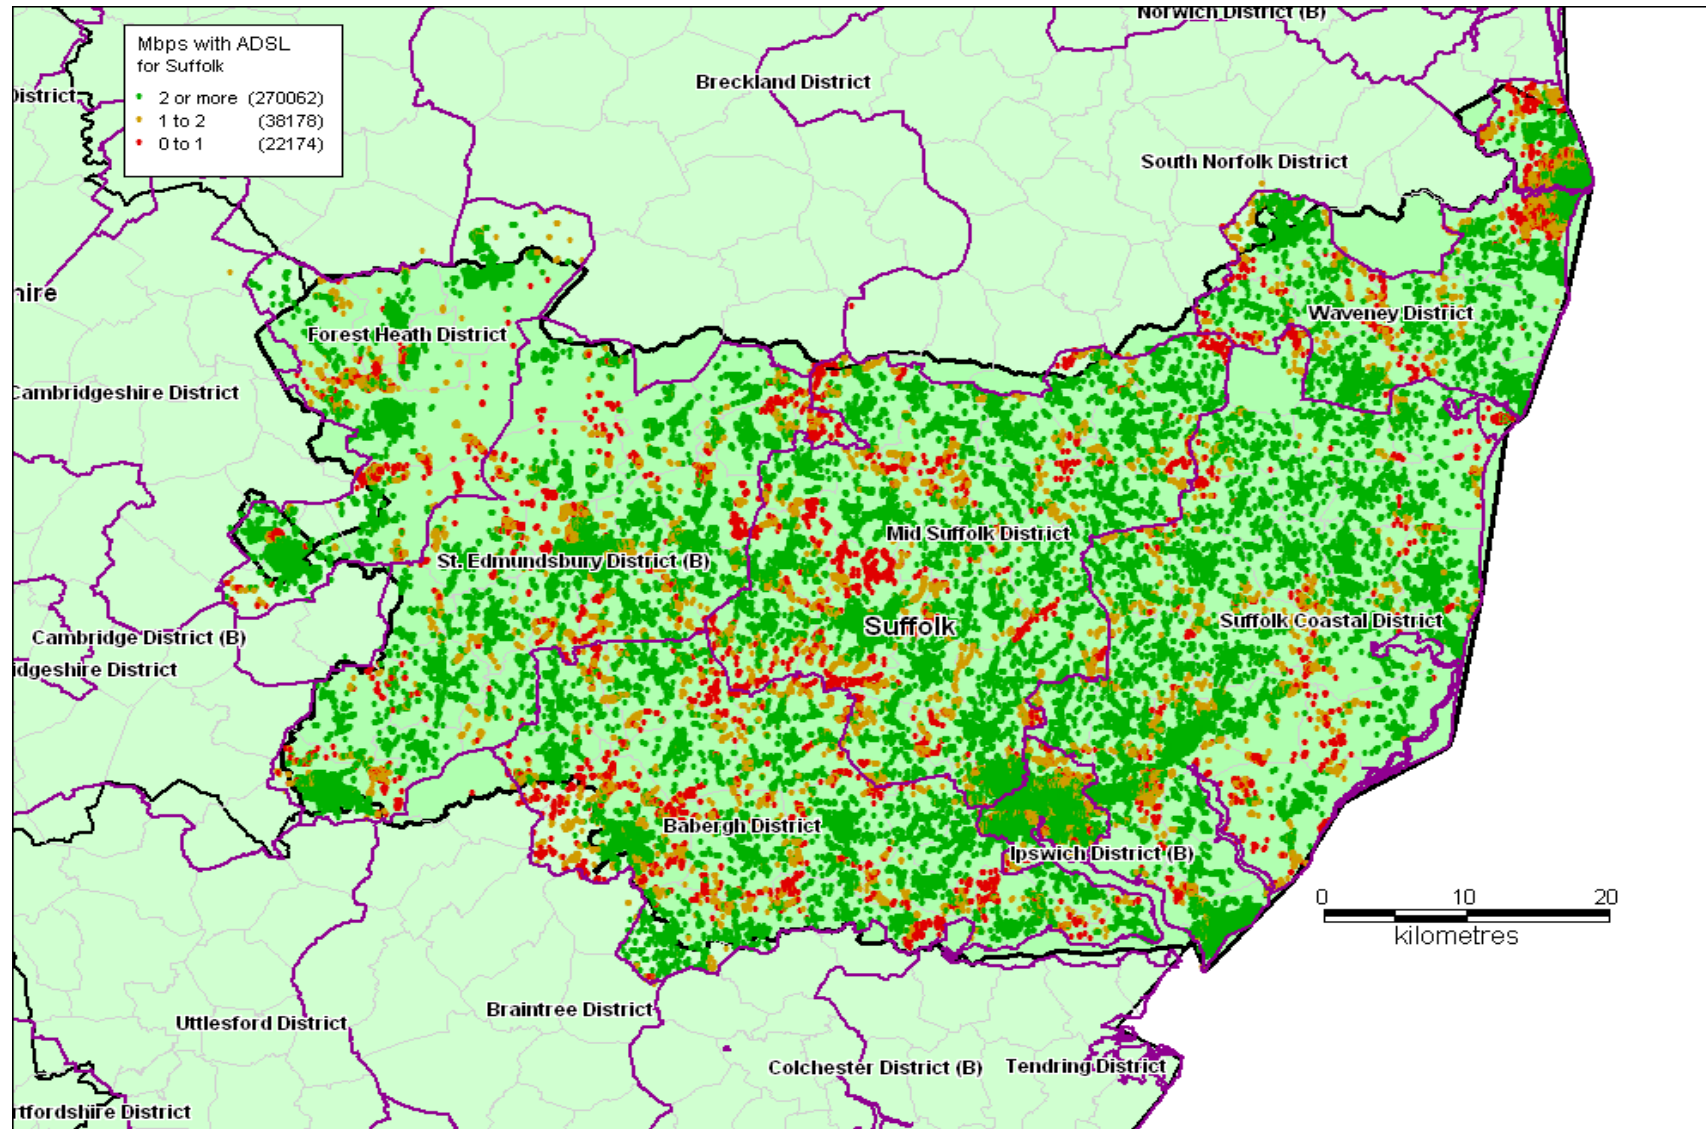 Norwich District (B)
Mbps with ADSL
for Suffolk
2 or more (270062)
1 to 2 (38178)
0 to 1 (22174)
Breckland District
District
South Norfolk District
hire
Waveney District
Forest Heath District
Cambridgeshire District
Mid Suffolk District
St. Edmundsbury District (B)
Suffolk Coastal District
Suffolk
Cambridge District (B)
idgeshire District
Babergh District
Ipswich District (B)
0 10 20
kilometres
Braintree District
Uttlesford District
Colchester District (B)
Tendring District
rtfordshire District